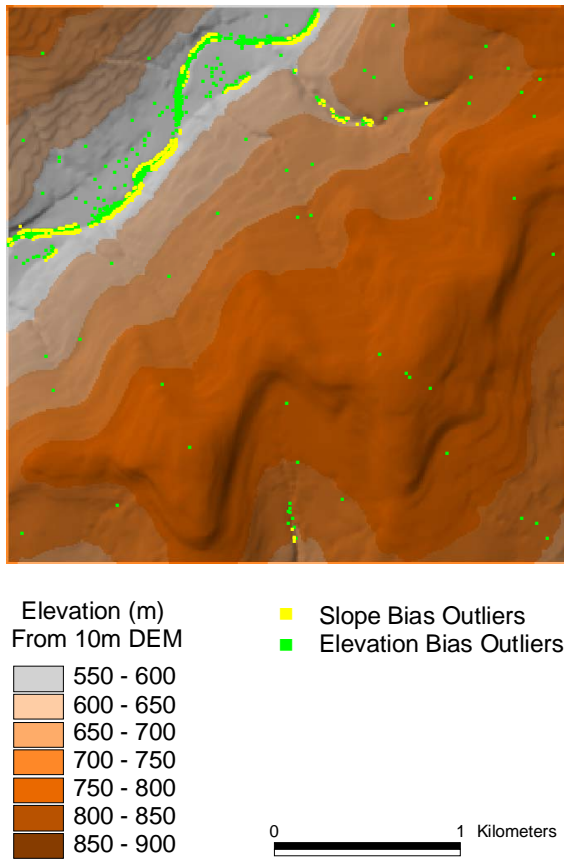 Elevation (m)
From 10m DEM
550 - 600
600 - 650
650 - 700
700 - 750
750 - 800
800 - 850
850 - 900
Slope Bias Outliers
Elevation Bias Outliers
0 1 Kilometers